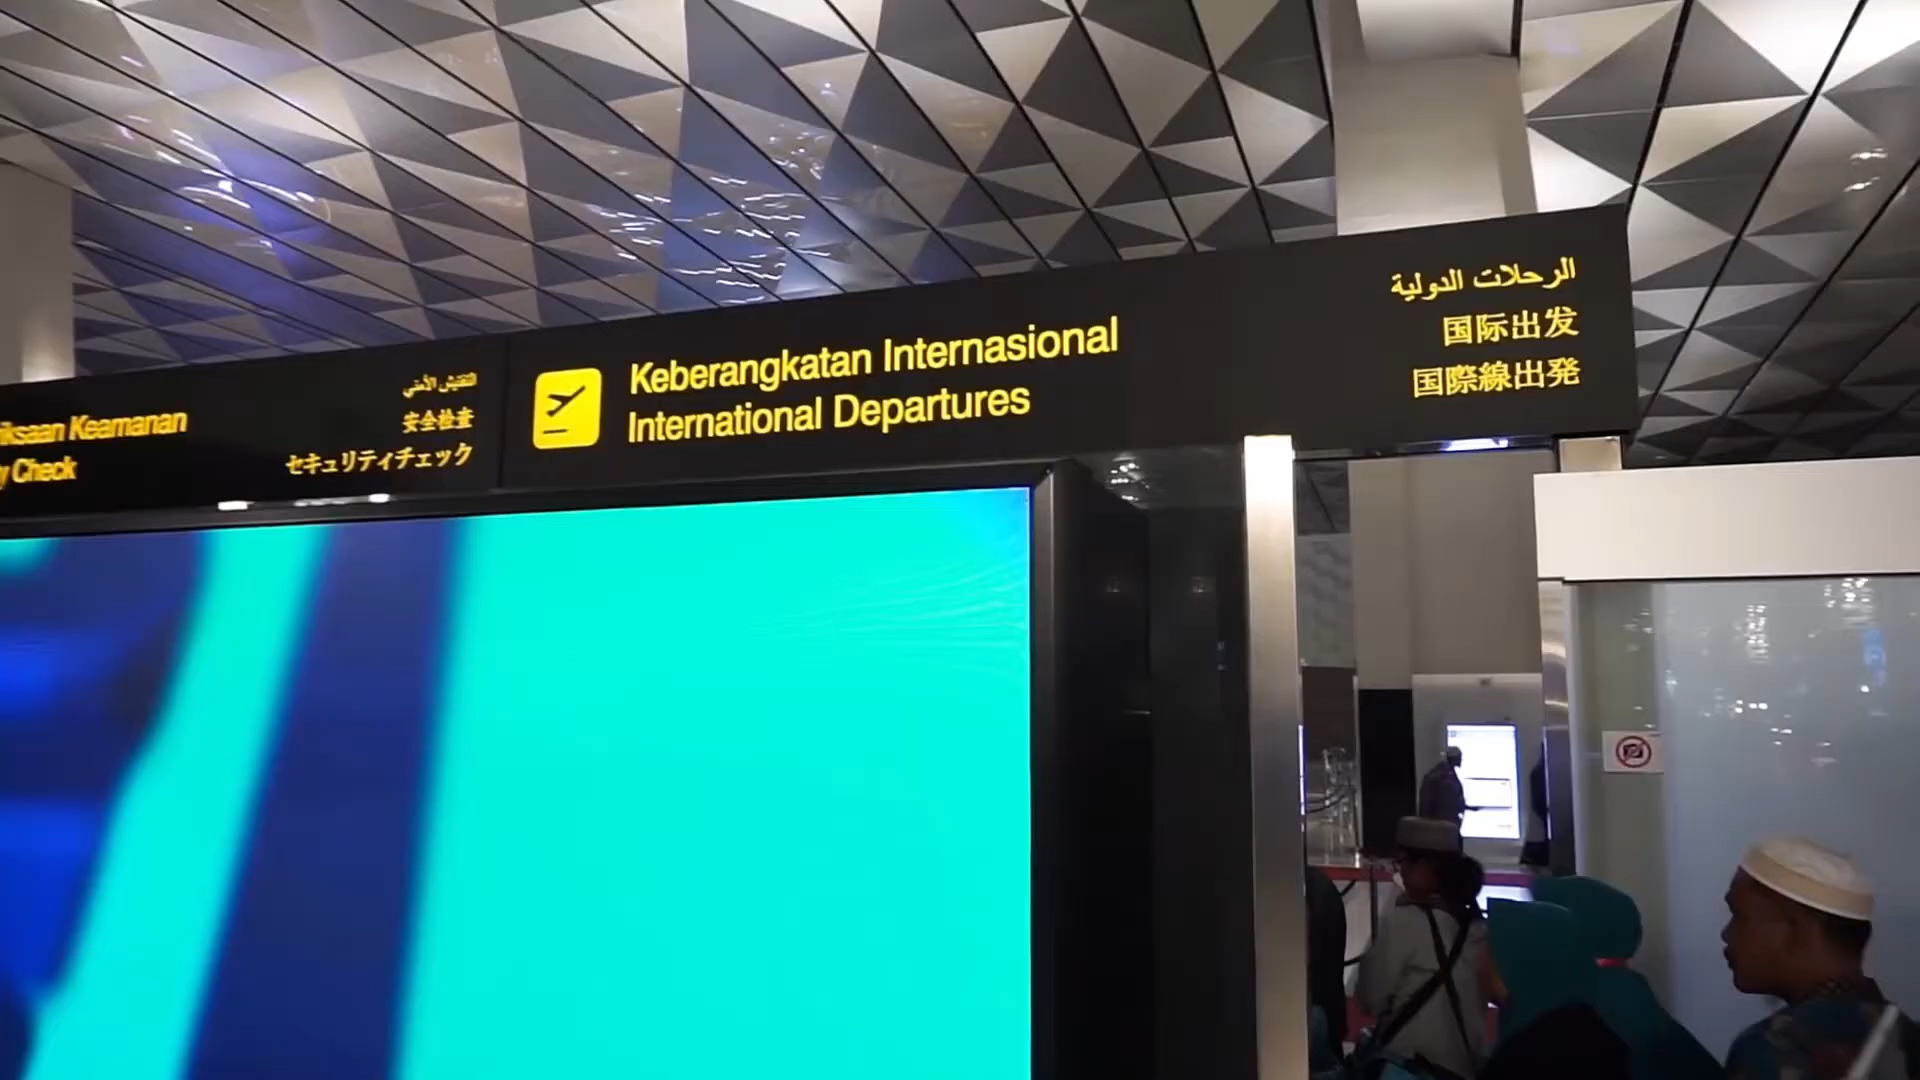 Keamanan
Check
التفتيش الأمني
安全检查
セキュリティチェック
Keberangkatan Internasional
International Departures
الرحلات الدولية
国际出发
国際線出発